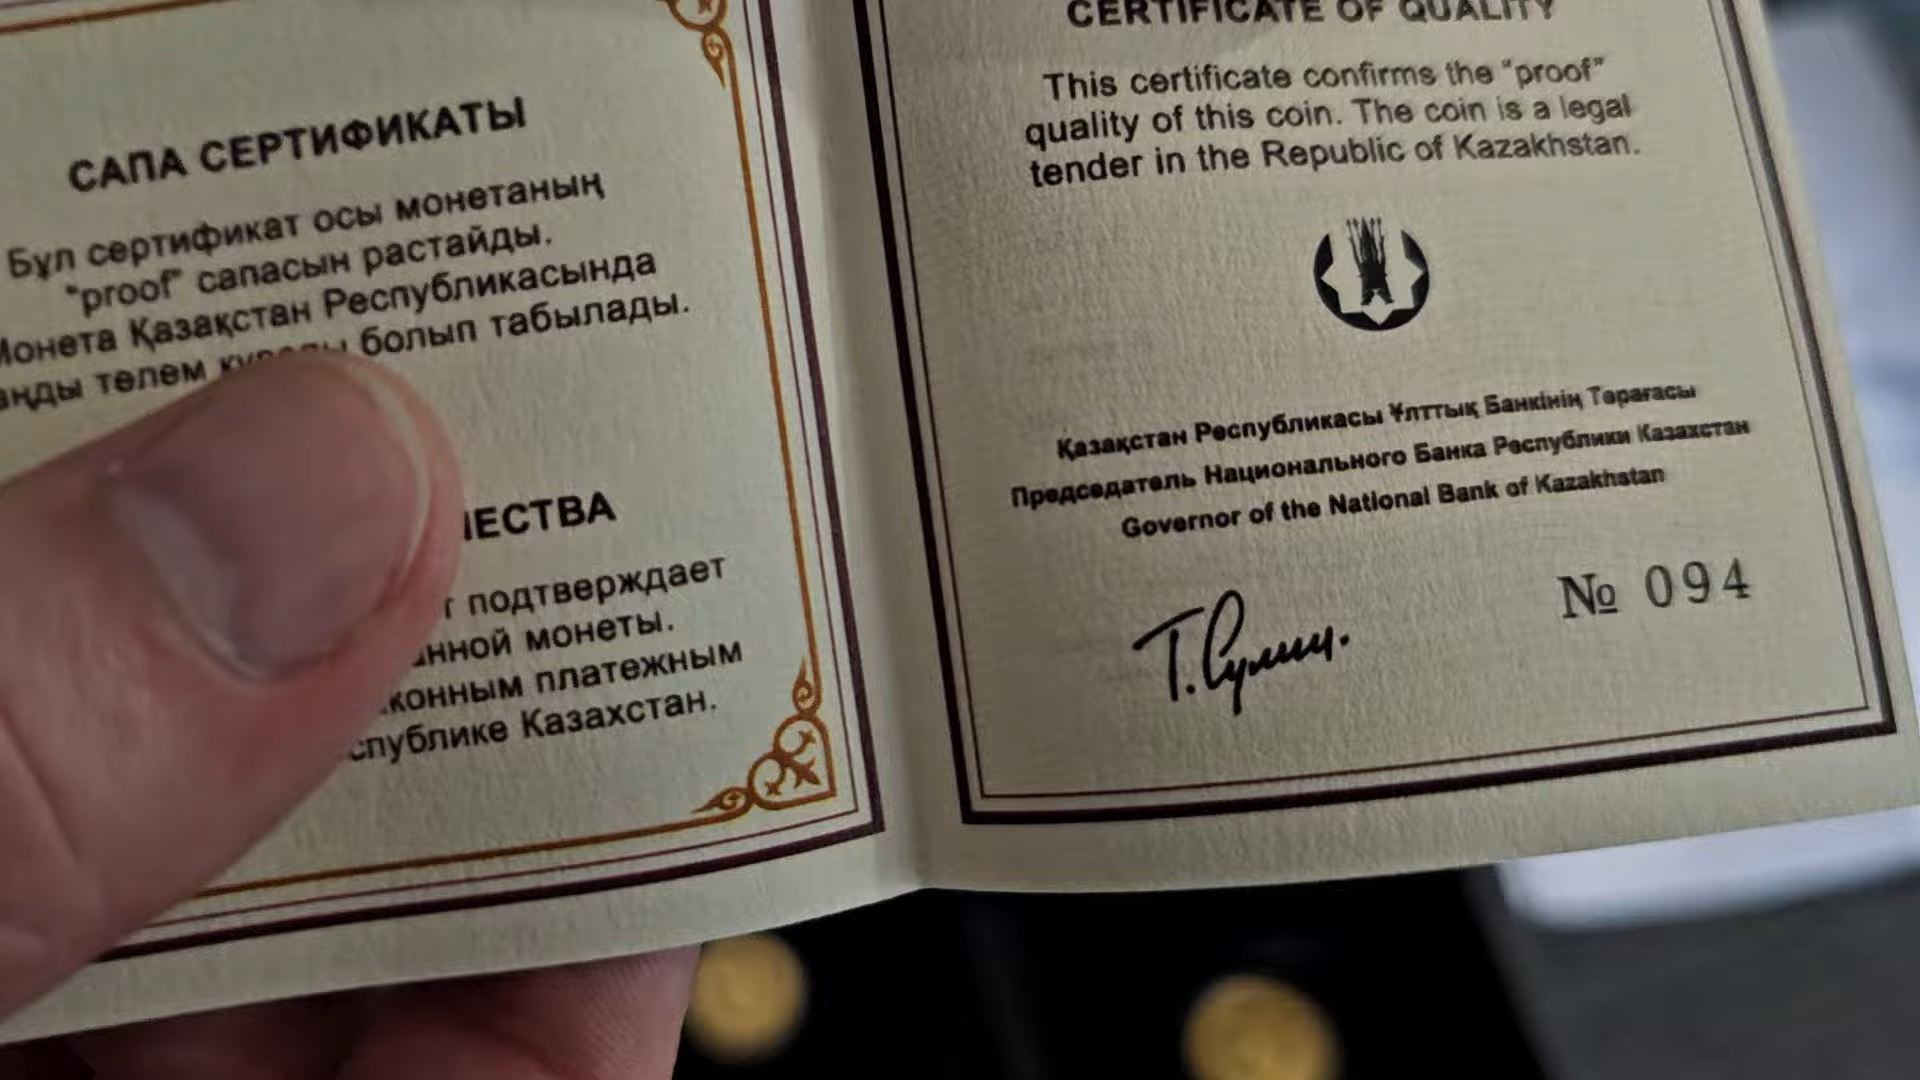 САПА СЕРТИФИКАТЫ
Бұл сертификат осы монетаның
"proof" сапасын растайды.
Монета Қазақстан Республикасында
төлем құралы болып табылады.
подтверждает
монеты.
платежным
Казахстан.
CERTIFICATE OF QUALITY
This certificate confirms the "proof"
quality of this coin. The coin is a legal
tender in the Republic of Kazakhstan.
Қазақстан Республикасы Ұлттық Банкінің Төрағасы
Председатель Национального Банка Республики Казахстан
Governor of the National Bank of Kazakhstan
№ 094